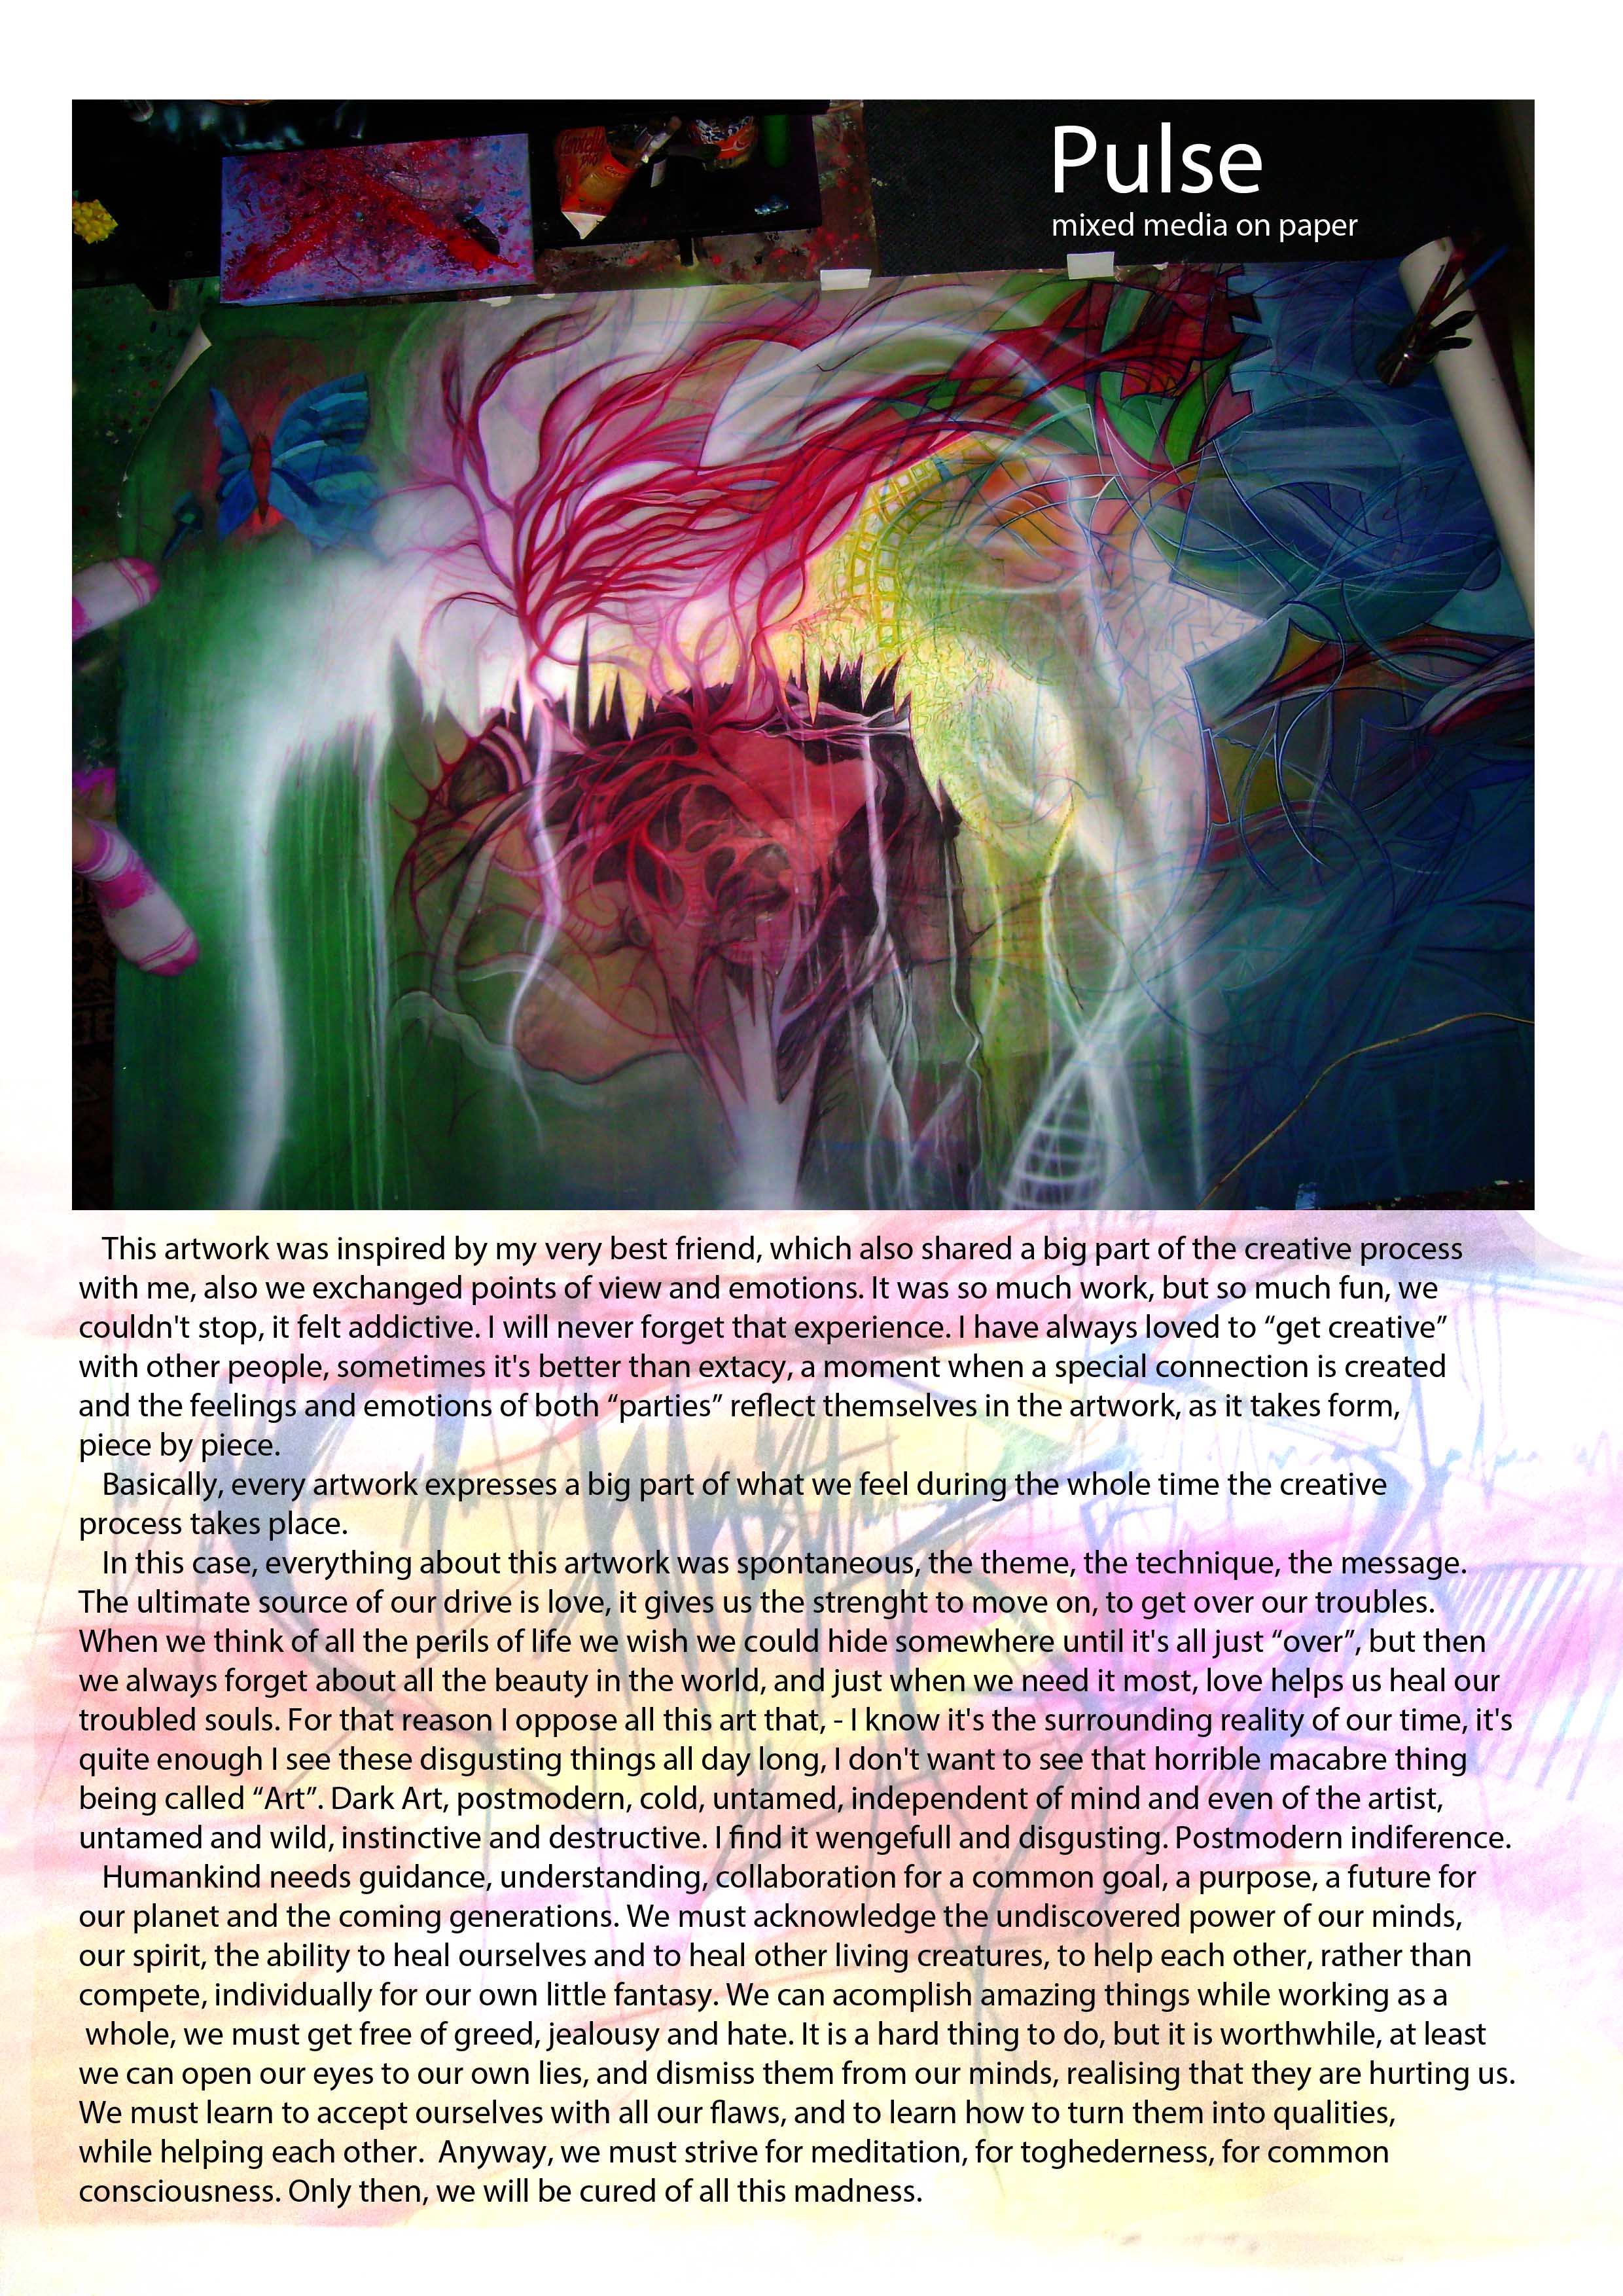 Pulse
mixed media on paper
This artwork was inspired by my very best friend, which also shared a big part of the creative process
with me, also we exchanged points of view and emotions. It was so much work, but so much fun, we
couldn't stop, it felt addictive. I will never forget that experience. I have always loved to “get creative”
with other people, sometimes it's better than extacy, a moment when a special connection is created
and the feelings and emotions of both “parties” reflect themselves in the artwork, as it takes form,
piece by piece.
Basically, every artwork expresses a big part of what we feel during the whole time the creative
process takes place.
In this case, everything about this artwork was spontaneous, the theme, the technique, the message.
The ultimate source of our drive is love, it gives us the strenght to move on, to get over our troubles.
When we think of all the perils of life we wish we could hide somewhere until it's all just “over”, but then
we always forget about all the beauty in the world, and just when we need it most, love helps us heal our
troubled souls. For that reason I oppose all this art that, - I know it's the surrounding reality of our time, it's
quite enough I see these disgusting things all day long, I don't want to see that horrible macabre thing
being called “Art”. Dark Art, postmodern, cold, untamed, independent of mind and even of the artist,
untamed and wild, instinctive and destructive. I find it wengefull and disgusting. Postmodern indiference.
Humankind needs guidance, understanding, collaboration for a common goal, a purpose, a future for
our planet and the coming generations. We must acknowledge the undiscovered power of our minds,
our spirit, the ability to heal ourselves and to heal other living creatures, to help each other, rather than
compete, individually for our own little fantasy. We can acomplish amazing things while working as a
whole, we must get free of greed, jealousy and hate. It is a hard thing to do, but it is worthwhile, at least
we can open our eyes to our own lies, and dismiss them from our minds, realising that they are hurting us.
We must learn to accept ourselves with all our flaws, and to learn how to turn them into qualities,
while helping each other.  Anyway, we must strive for meditation, for toghederness, for common
consciousness. Only then, we will be cured of all this madness.